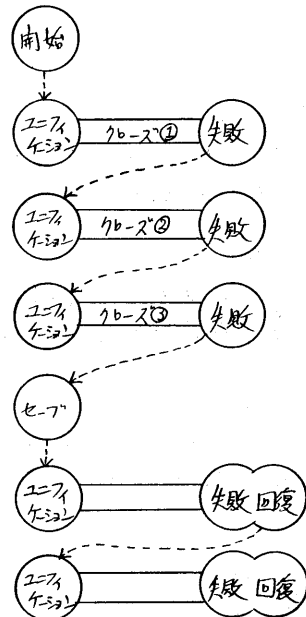 開始
ユニフィ
ケーション
クローズ①
失敗
ユニフィ
ケーション
クローズ②
失敗
ユニフィ
ケーション
クローズ③
失敗
セーブ
ユニフィ
ケーション
失敗
回復
ユニフィ
ケーション
失敗
回復